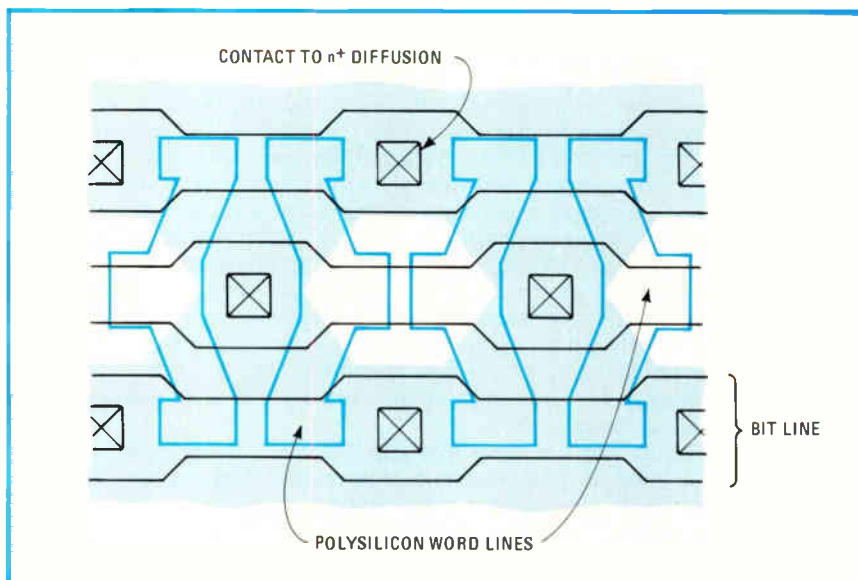 CONTACT TO n+ DIFFUSION
BIT LINE
POLYSILICON WORD LINES